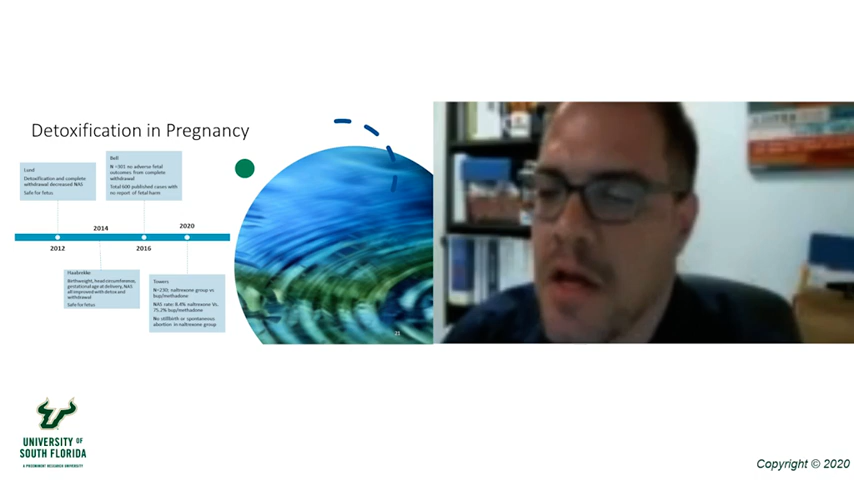 Detoxification in Pregnancy
Lund
Detoxification and complete
withdrawal decreased NAS
Safe for fetus
Bell
N =301 no adverse fetal
outcomes from complete
withdrawal
Total 600 published cases with
no report of fetal harm
2014
2020
2012
2016
Haabrekke
Birthweight, head circumference,
gestational age at delivery, NAS
all improved with detox and
withdrawal
Safe for fetus
Towers
N=230; naltrexone group vs
bup/methadone
NAS rate: 8.4% naltrexone Vs.
75.2% bup/methadone
No stillbirth or spontaneous
abortion in naltrexone group
21
UNIVERSITY OF
SOUTH FLORIDA
A PREEMINENT RESEARCH UNIVERSITY
Copyright © 2020